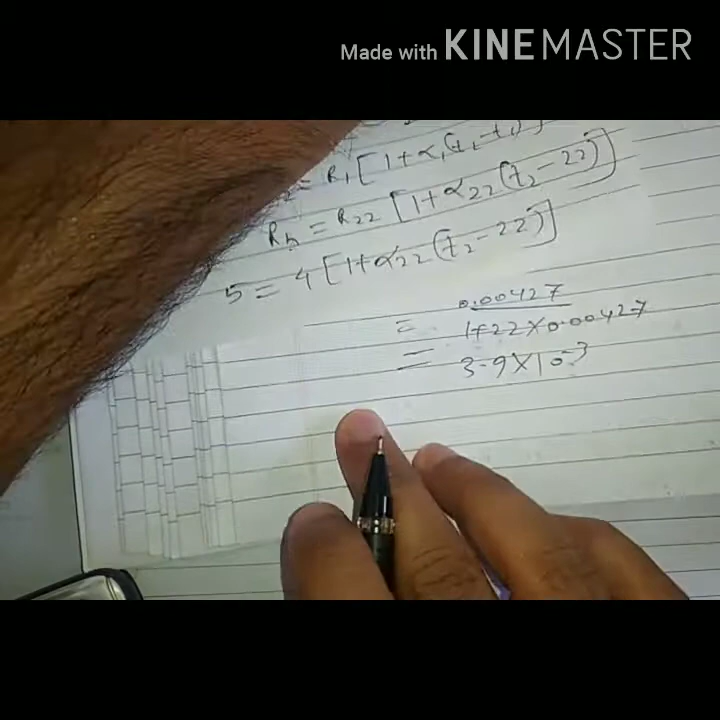 Made with KINEMASTER
2 = R₁ [1+α₁(t₂-t₁)]
R₂ = R₂₂ [1+α₂₂(t₂-22)]
5 = 4 [1+α₂₂(t₂-22)]
= 0.00427
1+22×0.00427
= 3.9×10⁻³